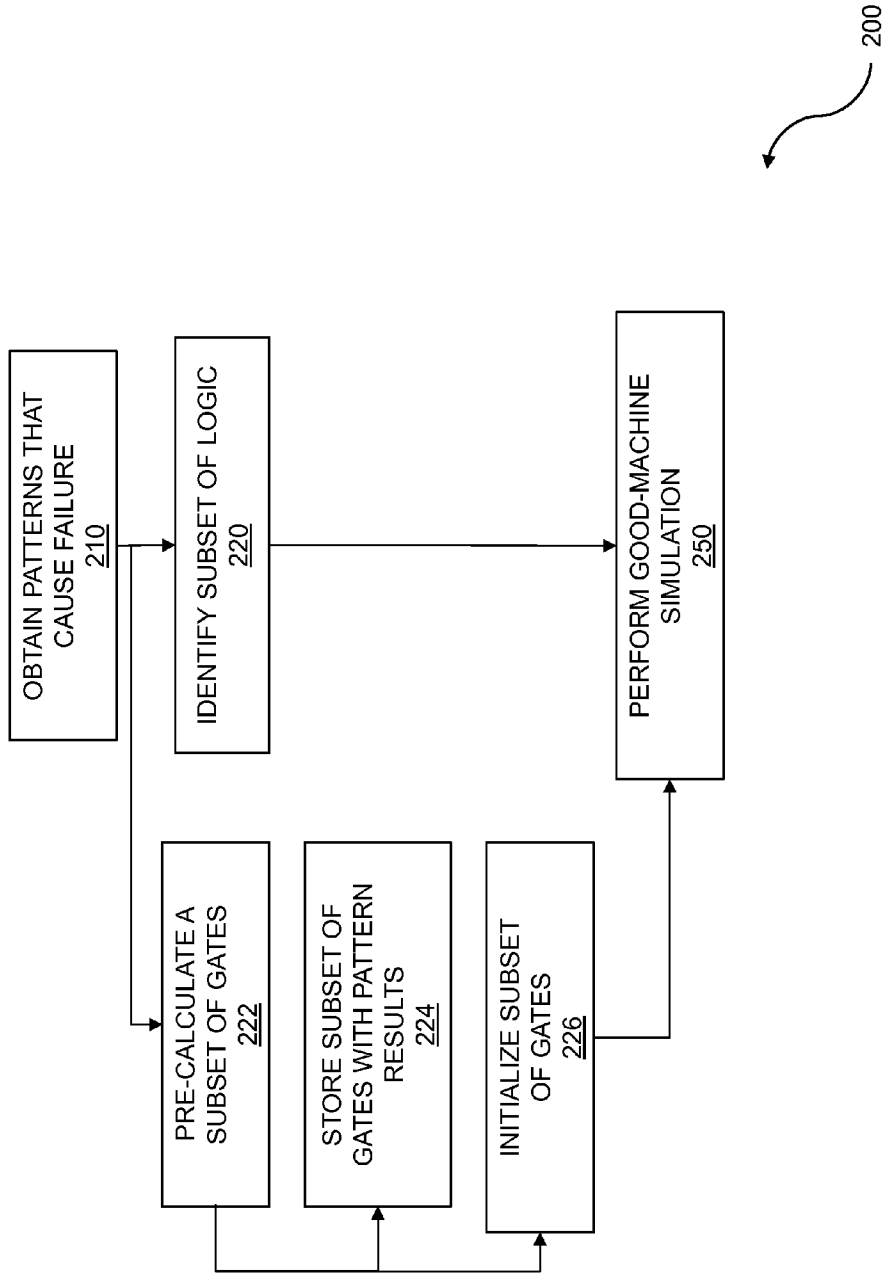 OBTAIN PATTERNS THAT
CAUSE FAILURE
210
IDENTIFY SUBSET OF LOGIC
220
PRE-CALCULATE A
SUBSET OF GATES
222
STORE SUBSET OF
GATES WITH PATTERN
RESULTS
224
INITIALIZE SUBSET
OF GATES
226
PERFORM GOOD-MACHINE
SIMULATION
250
200